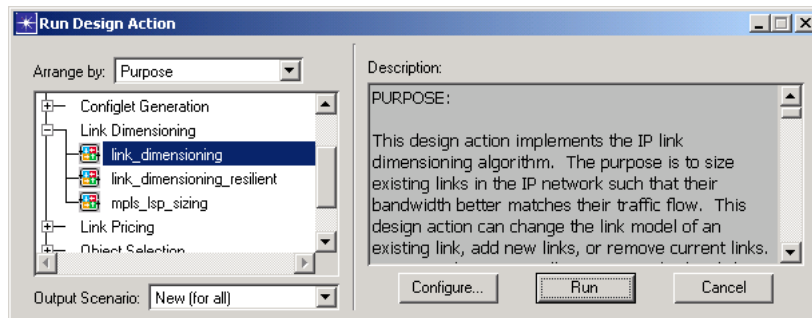 Run Design Action
Arrange by: Purpose
Configlet Generation
Link Dimensioning
link_dimensioning
link_dimensioning_resilient
mpls_lsp_sizing
Link Pricing
Object Selection
Output Scenario: New (for all)
Description:
PURPOSE:
This design action implements the IP link
dimensioning algorithm. The purpose is to size
existing links in the IP network such that their
bandwidth better matches their traffic flow. This
design action can change the link model of an
existing link, add new links, or remove current links.
Configure... Run Cancel